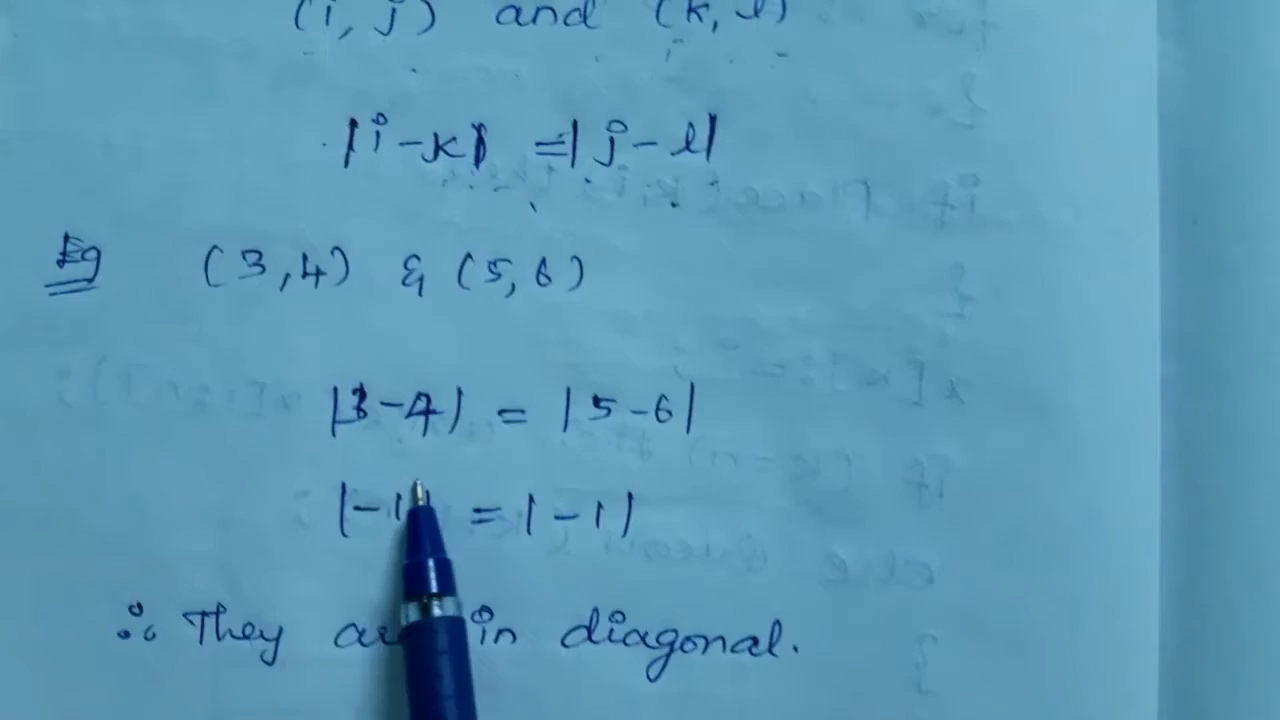 (i, j) and (k, l)
|i-k| = |j-l|
Eg (3,4) & (5,6)
|3-4| = |5-6|
|-1| = |-1|
∴ They are in diagonal.